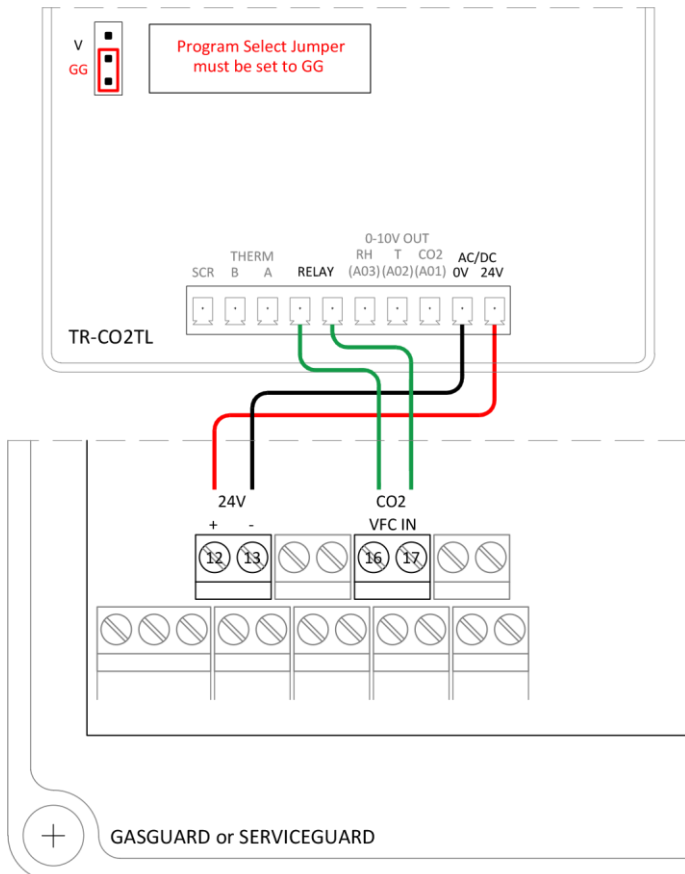 V
GG
Program Select Jumper
must be set to GG
0-10V OUT
THERM RH T CO2 AC/DC
SCR B A RELAY (A03) (A02) (A01) 0V 24V
TR-CO2TL
24V CO2
+ - VFC IN
12 13 16 17
GASGUARD or SERVICEGUARD